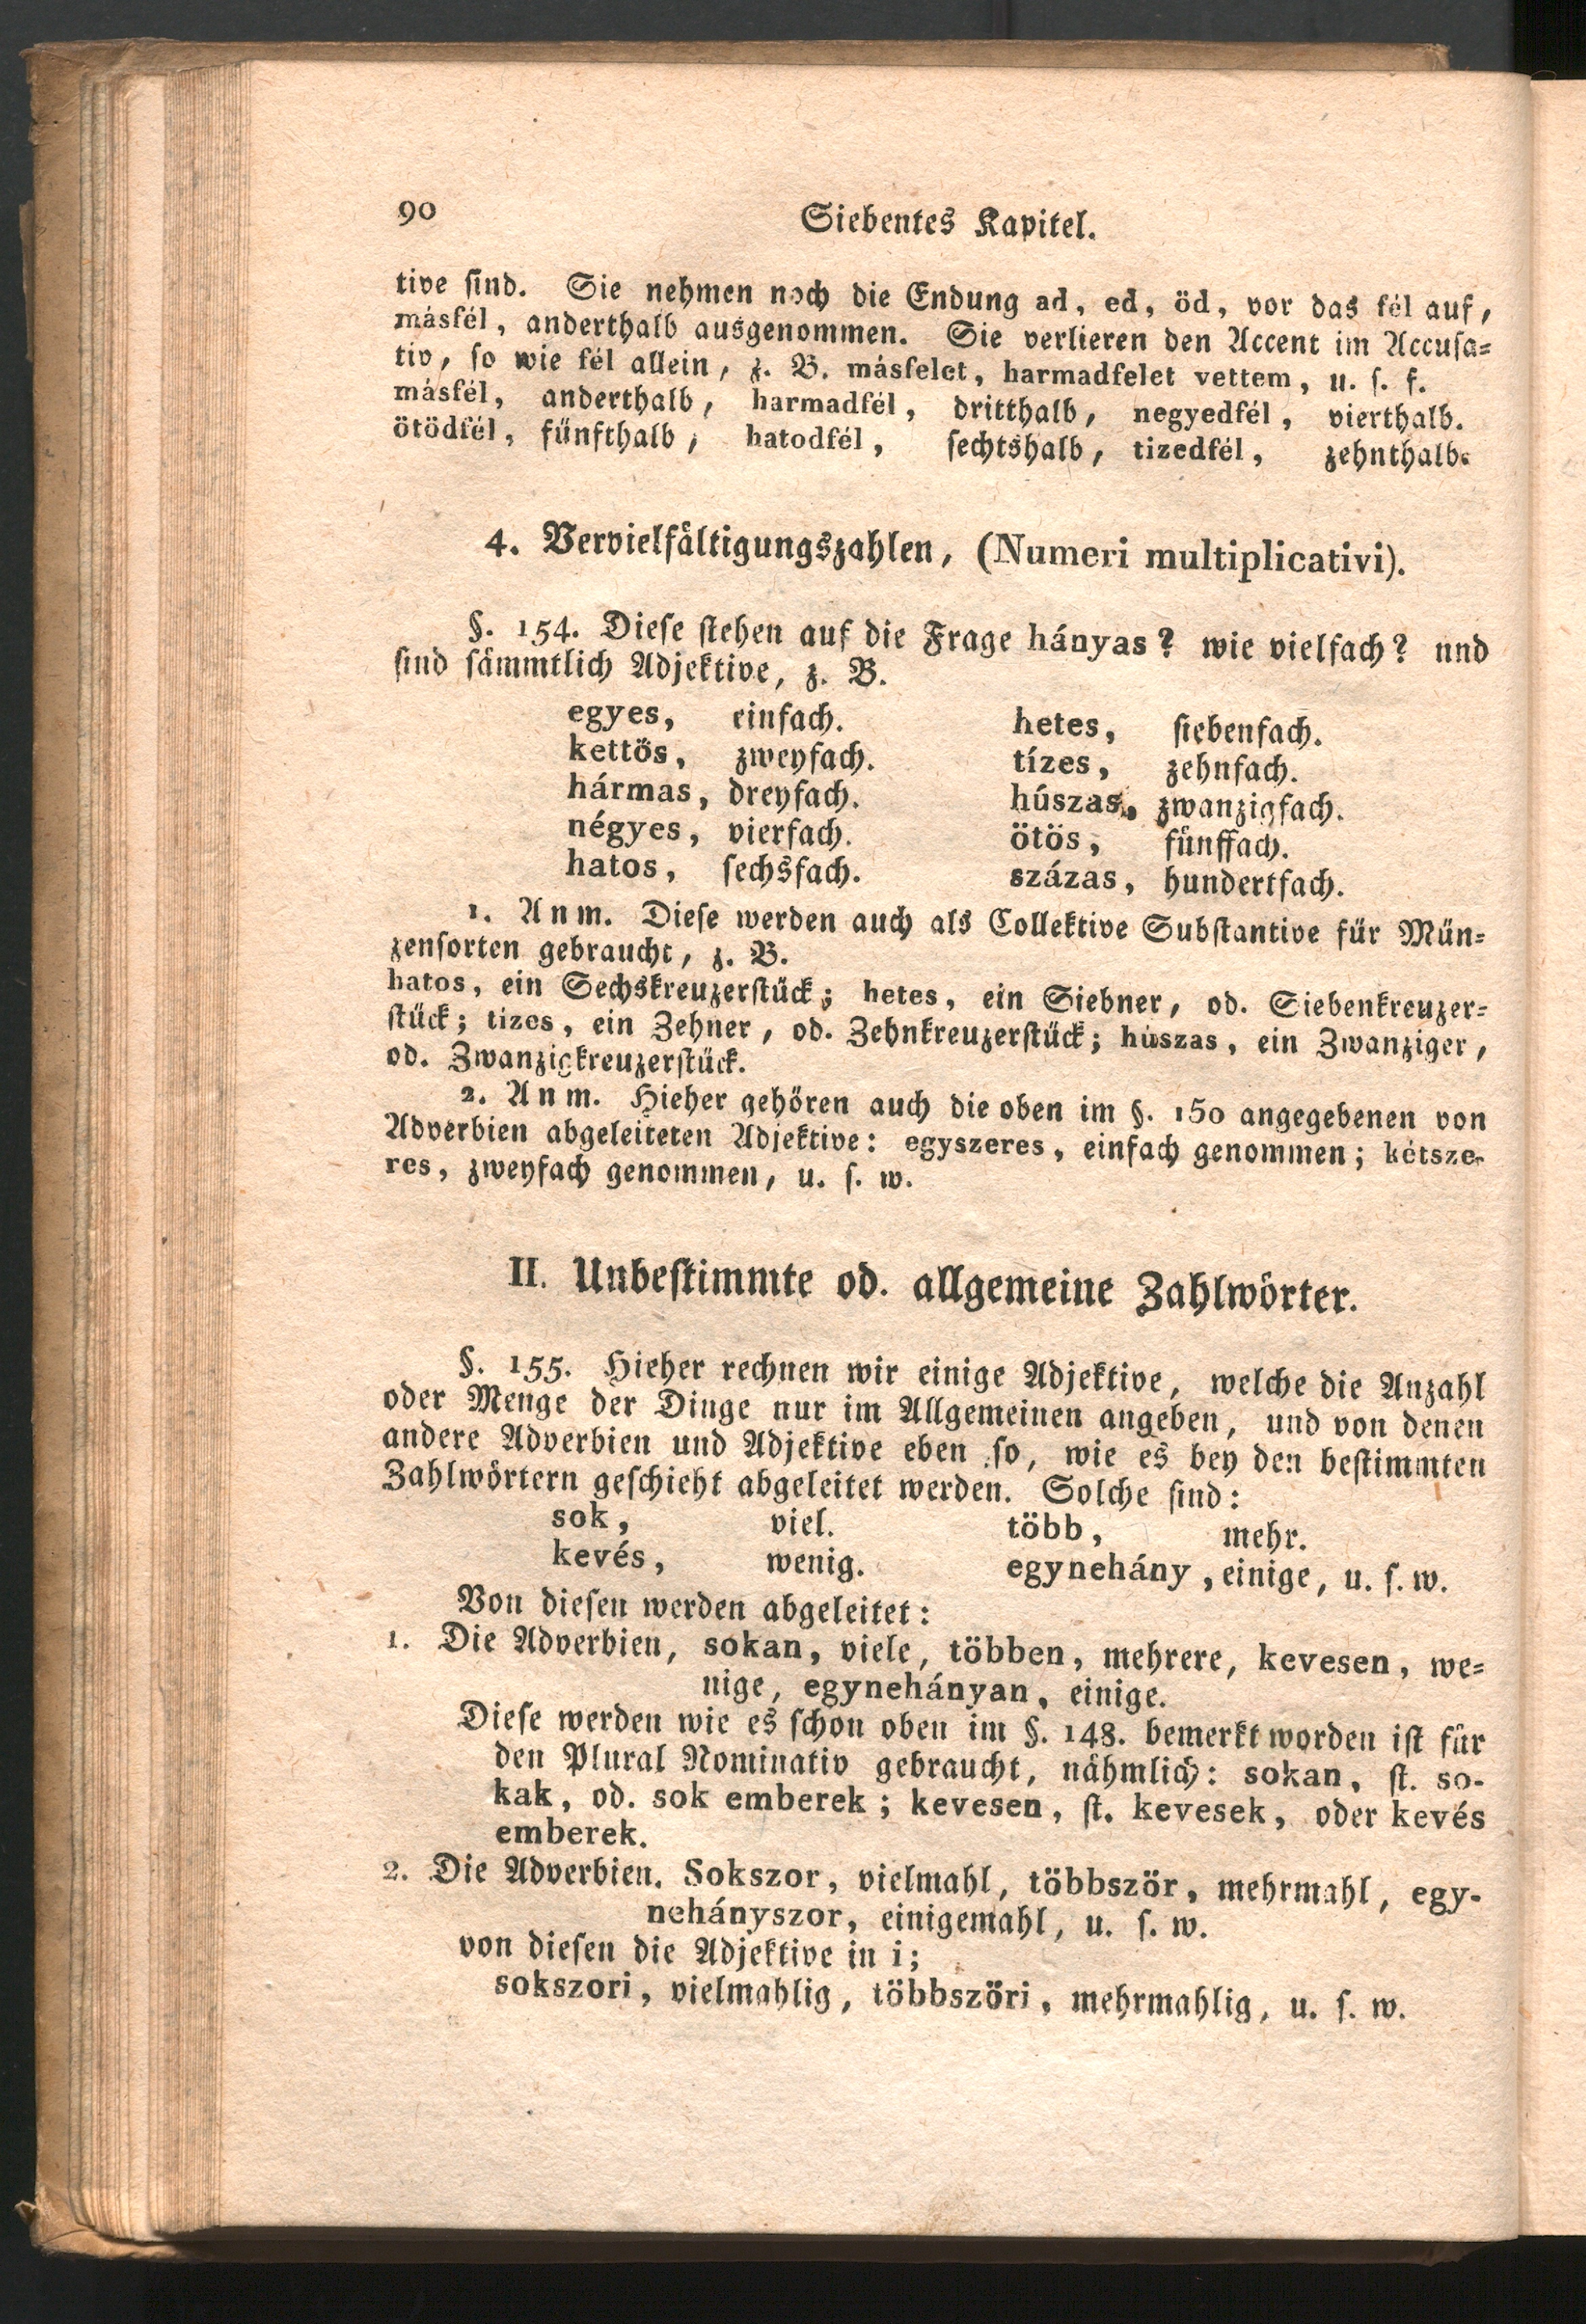 90 Siebentes Kapitel.
tive sind. Sie nehmen noch die Endung ad, ed, öd, vor das fél auf,
másfél, anderthalb ausgenommen. Sie verlieren den Accent im Accusa=
tiv, so wie fél allein, z. B. másfelet, harmadfelet vettem, u. s. f.
másfél, anderthalb, harmadfél, dritthalb, negyedfél, vierthalb.
ötödfél, fünfthalb, hatodfél, sechtshalb, tizedfél, zehnthalb.
4. Vervielfältigungszahlen, (Numeri multiplicativi).
§. 154. Diese stehen auf die Frage hányas? wie vielfach? und
sind sämmtlich Adjektive, z. B.
egyes, einfach. hetes, siebenfach.
kettös, zweyfach. tízes, zehnfach.
hármas, dreyfach. húszas, zwanzigfach.
négyes, vierfach. ötös, fünffach.
hatos, sechsfach. százas, hundertfach.
1. Anm. Diese werden auch als Collektive Substantive für Mün=
zensorten gebraucht, z. B.
hatos, ein Sechskreuzerstück; hetes, ein Siebner, od. Siebenkreuzer=
stück; tízes, ein Zehner, od. Zehnkreuzerstück; húszas, ein Zwanziger,
od. Zwanzigkreuzerstück.
2. Anm. Hieher gehören auch die oben im §. 150 angegebenen von
Adverbien abgeleiteten Adjektive: egyszeres, einfach genommen; kétsze-
res, zweyfach genommen, u. s. w.
II. Unbestimmte od. allgemeine Zahlwörter.
§. 155. Hieher rechnen wir einige Adjektive, welche die Anzahl
oder Menge der Dinge nur im Allgemeinen angeben, und von denen
andere Adverbien und Adjektive eben so, wie es bey den bestimmten
Zahlwörtern geschieht abgeleitet werden. Solche sind:
sok, viel. több, mehr.
kevés, wenig. egynehány, einige, u. s. w.
Von diesen werden abgeleitet:
1. Die Adverbien, sokan, viele, többen, mehrere, kevesen, we=
nige, egynehányan, einige.
Diese werden wie es schon oben im §. 148. bemerkt worden ist für
den Plural Nominativ gebraucht, nähmlich: sokan, st. so-
kak, od. sok emberek; kevesen, st. kevesek, oder kevés
emberek.
2. Die Adverbien. Sokszor, vielmahl, többször, mehrmahl, egy-
nehányszor, einigemahl, u. s. w.
von diesen die Adjektive in i;
sokszori, vielmahlig, többszöri, mehrmahlig, u. s. w.